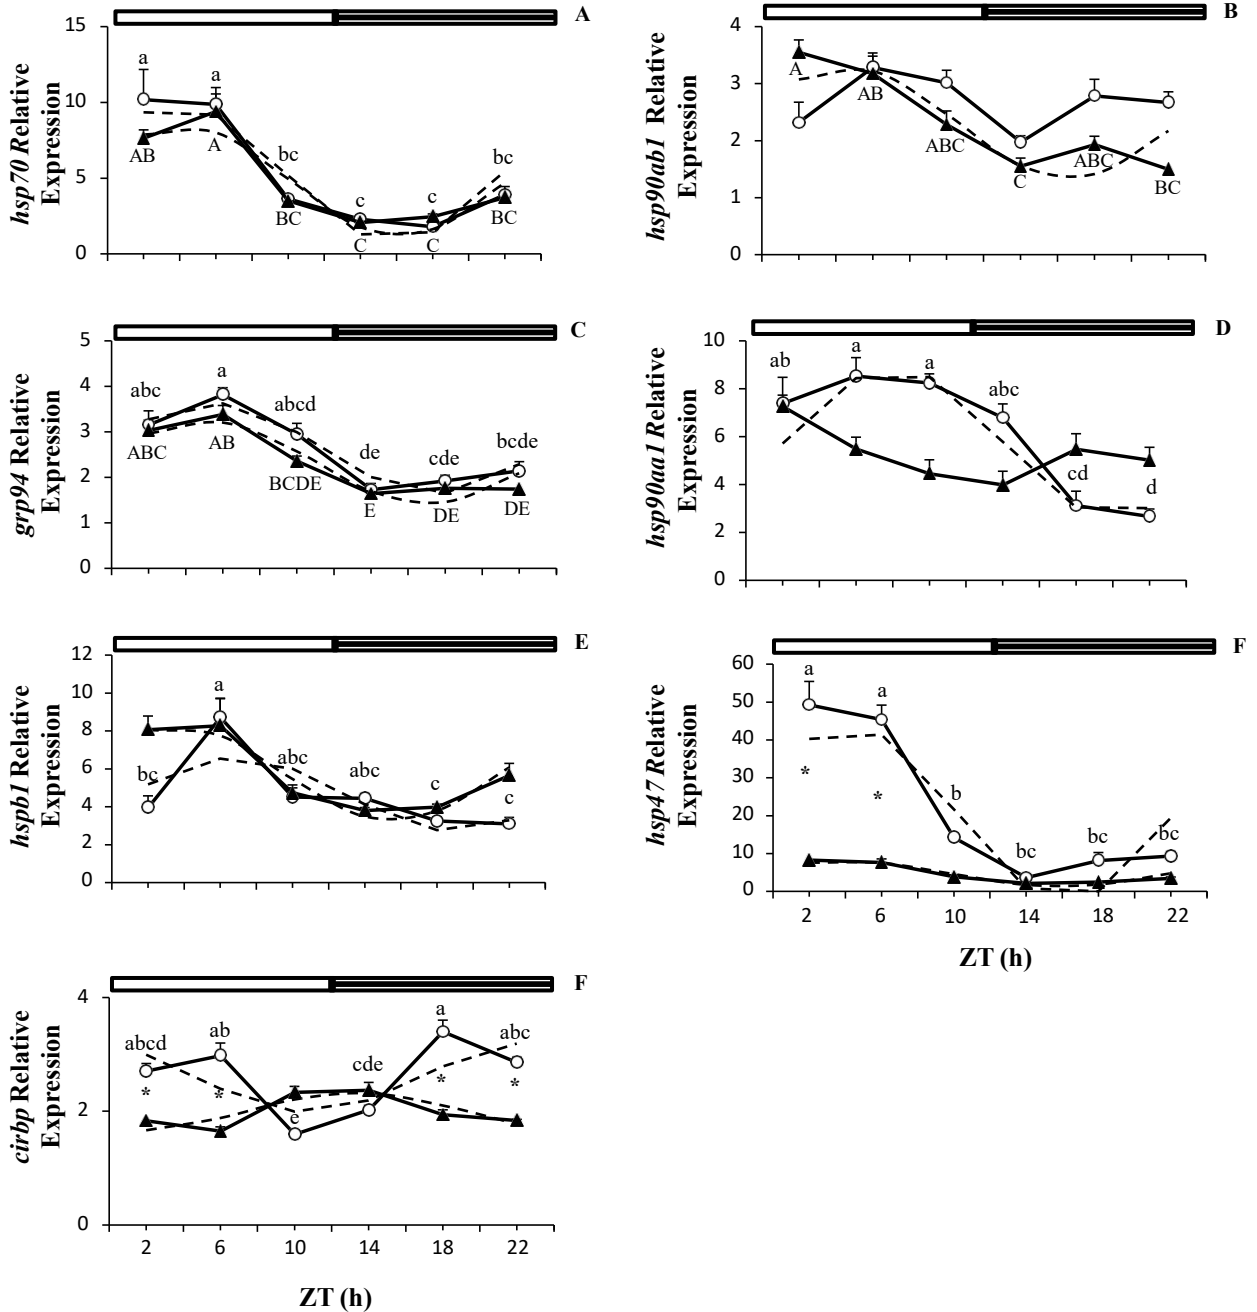 A
hsp70 Relative
Expression
15
10
5
0
a
a
bc
c
c
bc
AB
A
BC
C
C
BC
B
hsp90ab1 Relative
Expression
4
3
2
1
0
A
AB
ABC
C
ABC
BC
C
grp94 Relative
Expression
5
4
3
2
1
0
abc
a
abcd
de
cde
bcde
ABC
AB
BCDE
E
DE
DE
D
hsp90aa1 Relative
Expression
10
8
6
4
2
0
ab
a
a
abc
cd
d
E
hspb1 Relative
Expression
12
10
8
6
4
2
0
bc
a
abc
abc
c
c
F
hsp47 Relative
Expression
60
50
40
30
20
10
0
a
a
b
bc
bc
bc
*
*
2 6 10 14 18 22
ZT (h)
F
cirbp Relative
Expression
4
2
0
abcd
ab
e
cde
a
abc
*
*
*
*
2 6 10 14 18 22
ZT (h)